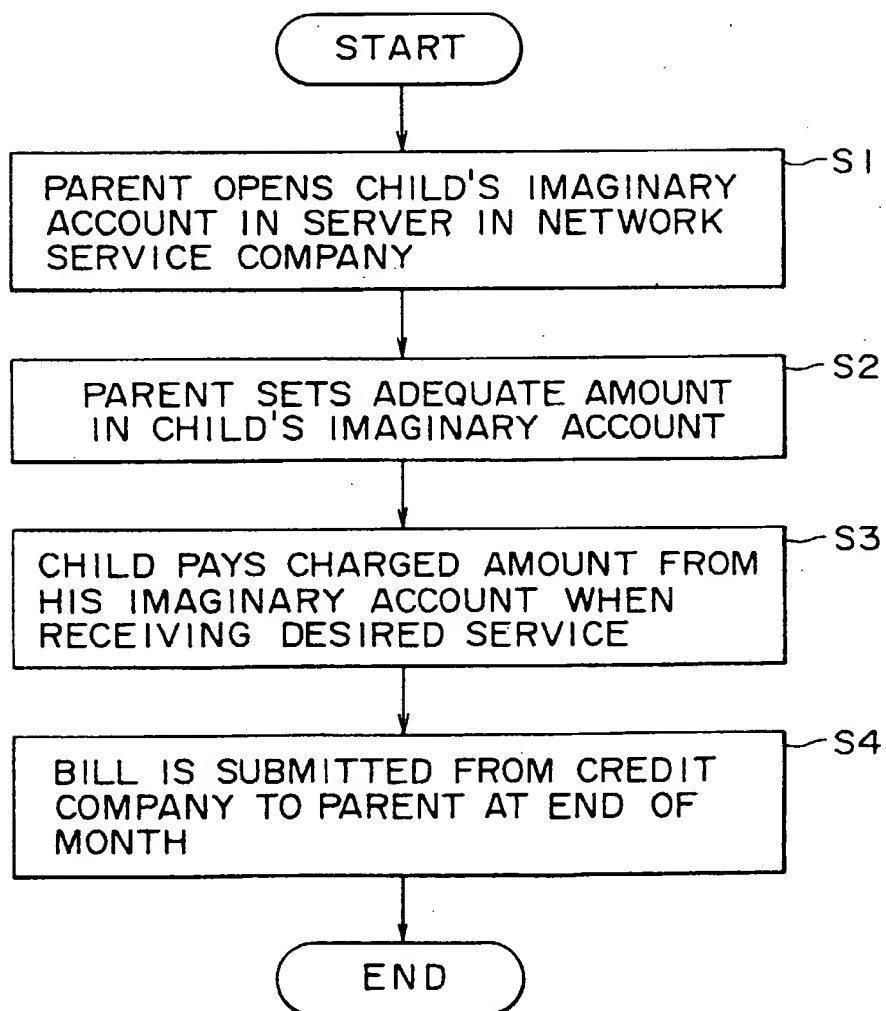 START
S1
PARENT OPENS CHILD'S IMAGINARY
ACCOUNT IN SERVER IN NETWORK
SERVICE COMPANY
S2
PARENT SETS ADEQUATE AMOUNT
IN CHILD'S IMAGINARY ACCOUNT
S3
CHILD PAYS CHARGED AMOUNT FROM
HIS IMAGINARY ACCOUNT WHEN
RECEIVING DESIRED SERVICE
S4
BILL IS SUBMITTED FROM CREDIT
COMPANY TO PARENT AT END OF
MONTH
END